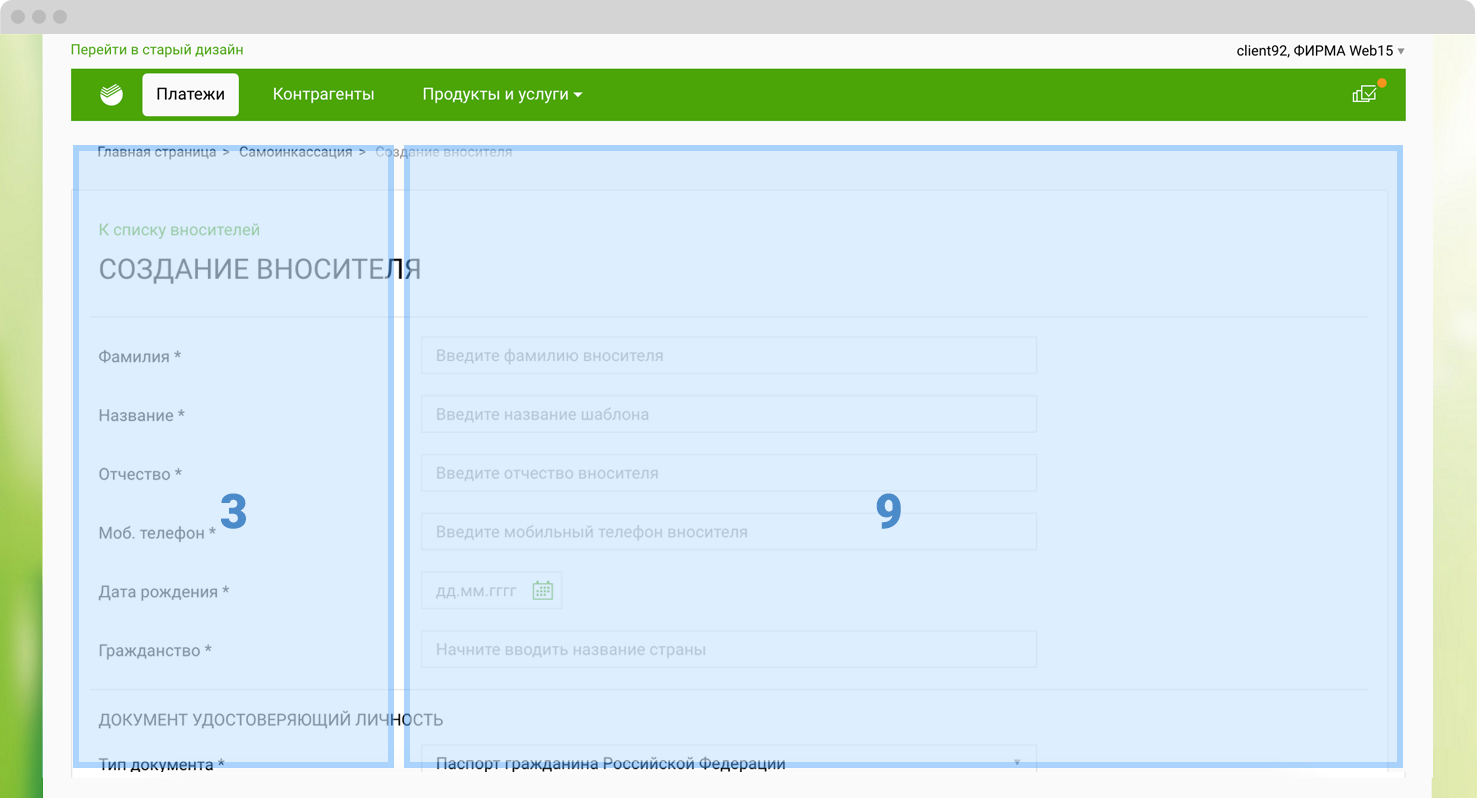 Перейти в старый дизайн
client92, ФИРМА Web15
Платежи Контрагенты Продукты и услуги
Главная страница > Самоинкассация > Создание вносителя
К списку вносителей
СОЗДАНИЕ ВНОСИТЕЛЯ
Фамилия * Введите фамилию вносителя
Название * Введите название шаблона
Отчество * Введите отчество вносителя
3 9
Моб. телефон * Введите мобильный телефон вносителя
Дата рождения * дд.мм.гггг
Гражданство * Начните вводить название страны
ДОКУМЕНТ УДОСТОВЕРЯЮЩИЙ ЛИЧНОСТЬ
Тип документа * Паспорт гражданина Российской Федерации